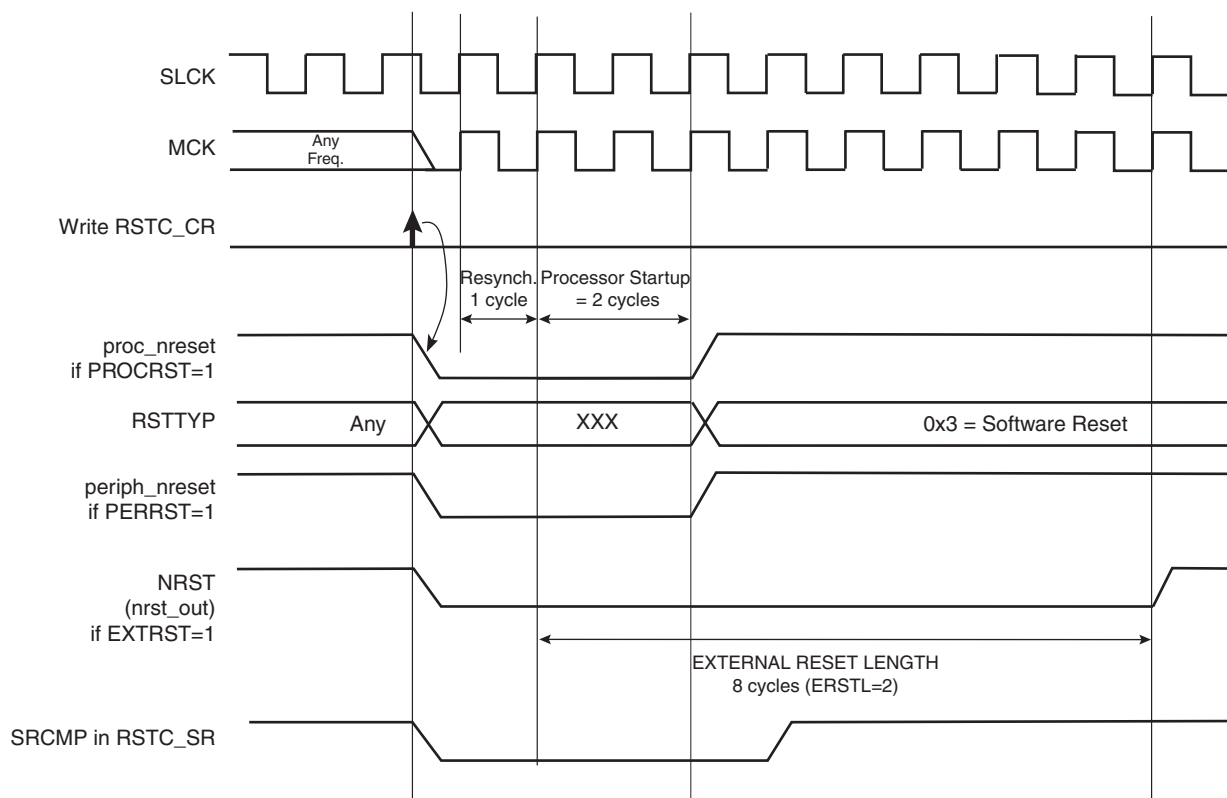 SLCK
MCK
Any
Freq.
Write RSTC_CR
Resynch.
1 cycle
Processor Startup
= 2 cycles
proc_nreset
if PROCRST=1
RSTTYP
Any
XXX
0x3 = Software Reset
periph_nreset
if PERRST=1
NRST
(nrst_out)
if EXTRST=1
EXTERNAL RESET LENGTH
8 cycles (ERSTL=2)
SRCMP in RSTC_SR